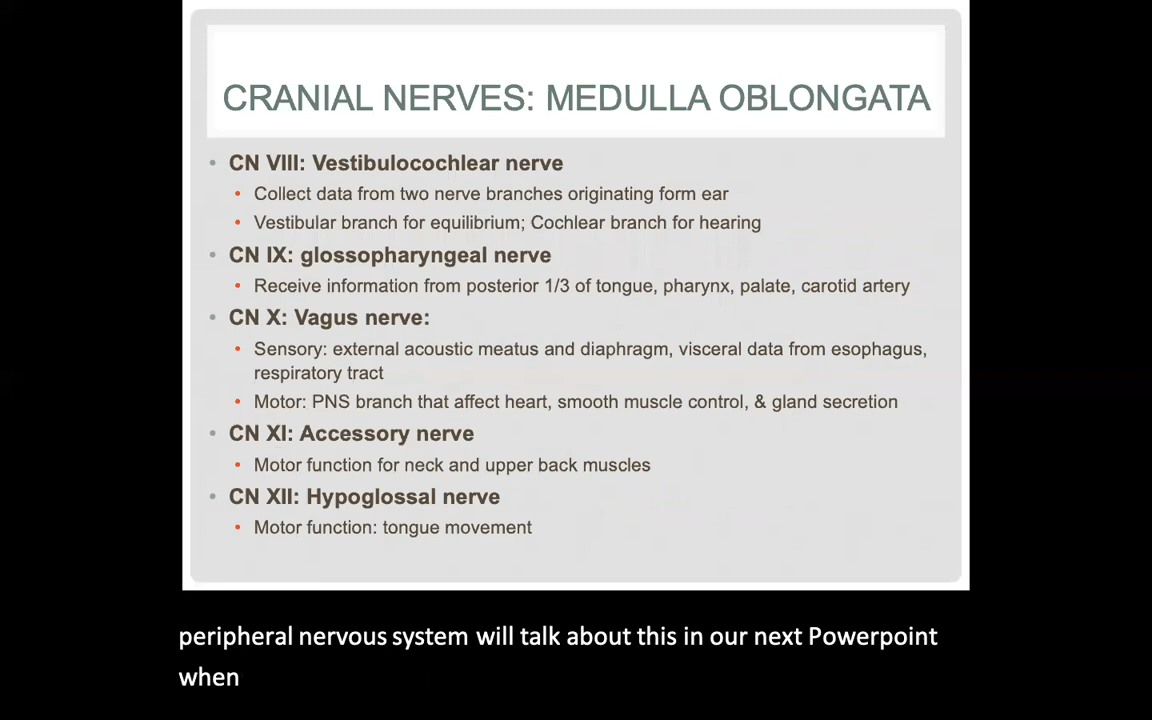 CRANIAL NERVES: MEDULLA OBLONGATA
• CN VIII: Vestibulocochlear nerve
• Collect data from two nerve branches originating form ear
• Vestibular branch for equilibrium; Cochlear branch for hearing
• CN IX: glossopharyngeal nerve
• Receive information from posterior 1/3 of tongue, pharynx, palate, carotid artery
• CN X: Vagus nerve:
• Sensory: external acoustic meatus and diaphragm, visceral data from esophagus,
respiratory tract
• Motor: PNS branch that affect heart, smooth muscle control, & gland secretion
• CN XI: Accessory nerve
• Motor function for neck and upper back muscles
• CN XII: Hypoglossal nerve
• Motor function: tongue movement
peripheral nervous system will talk about this in our next Powerpoint
when